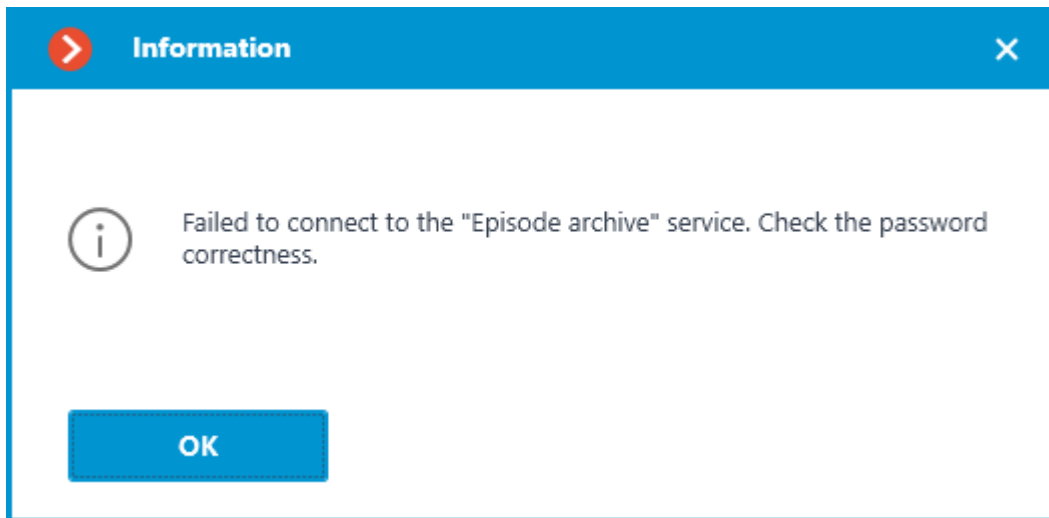 Information
Failed to connect to the "Episode archive" service. Check the password
correctness.
OK